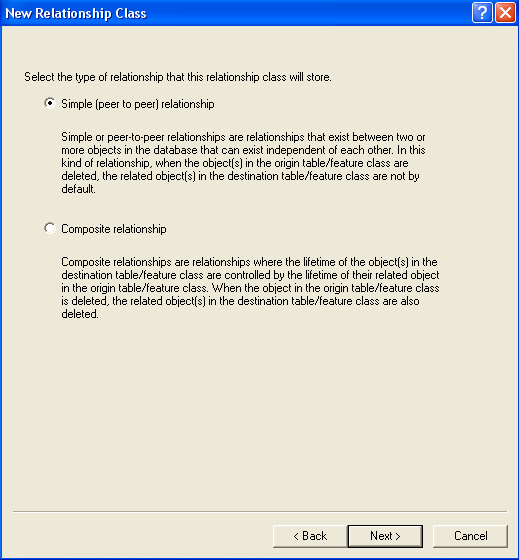 New Relationship Class
Select the type of relationship that this relationship class will store.
Simple (peer to peer) relationship
Simple or peer-to-peer relationships are relationships that exist between two or
more objects in the database that can exist independent of each other. In this
kind of relationship, when the object(s) in the origin table/feature class are
deleted, the related object(s) in the destination table/feature class are not by
default.
Composite relationship
Composite relationships are relationships where the lifetime of the object(s) in the
destination table/feature class are controlled by the lifetime of their related object
in the origin table/feature class. When the object in the origin table/feature class
is deleted, the related object(s) in the destination table/feature class are also
deleted.
< Back Next > Cancel